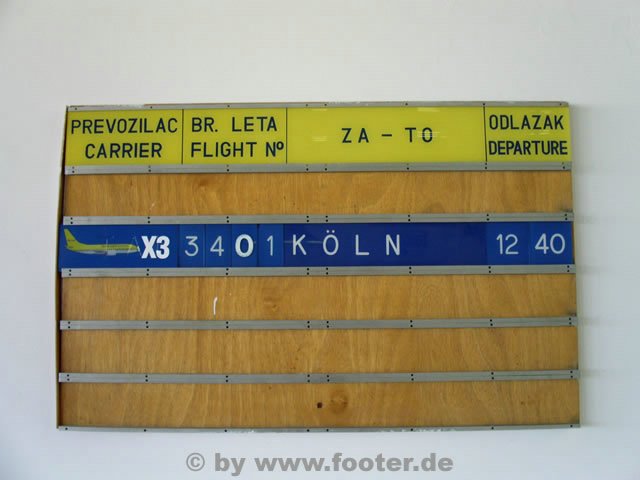 PREVOZILAC BR. LETA ZA - TO ODLAZAK
CARRIER FLIGHT Nº DEPARTURE
X3 3401 KÖLN 12 40
© by www.footer.de